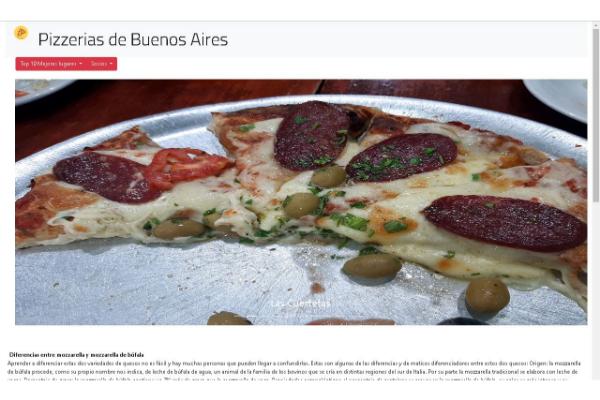 Pizzerias de Buenos Aires
Top 10 Mejores lugares Socios
Las Cuartetas
Diferencias entre mozzarella y mozzarella de búfala
Aprender a diferenciar estas dos variedades de quesos no es fácil y hay muchas personas que pueden llegar a confundirlas. Estas son algunas de las diferencias y de matices diferenciadores entre estos dos quesos: Origen: la mozzarella
de búfala procede, como su propio nombre nos indica, de leche de búfala de agua, un animal de la familia de los bovinos que se cría en distintas regiones del sur de Italia. Por su parte la mozzarella tradicional se elabora con leche de